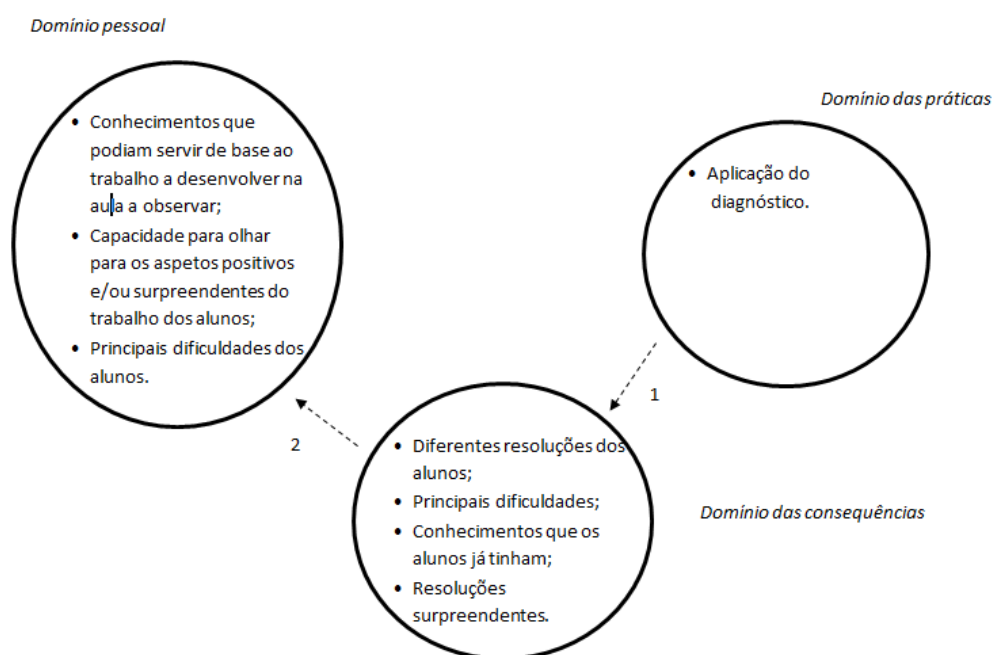 Domínio pessoal
• Conhecimentos que
podiam servir de base ao
trabalho a desenvolver na
aula a observar;
• Capacidade para olhar
para os aspetos positivos
e/ou surpreendentes do
trabalho dos alunos;
• Principais dificuldades dos
alunos.
Domínio das práticas
• Aplicação do
diagnóstico.
1
2
• Diferentes resoluções dos
alunos;
• Principais dificuldades;
• Conhecimentos que os
alunos já tinham;
• Resoluções
surpreendentes.
Domínio das consequências